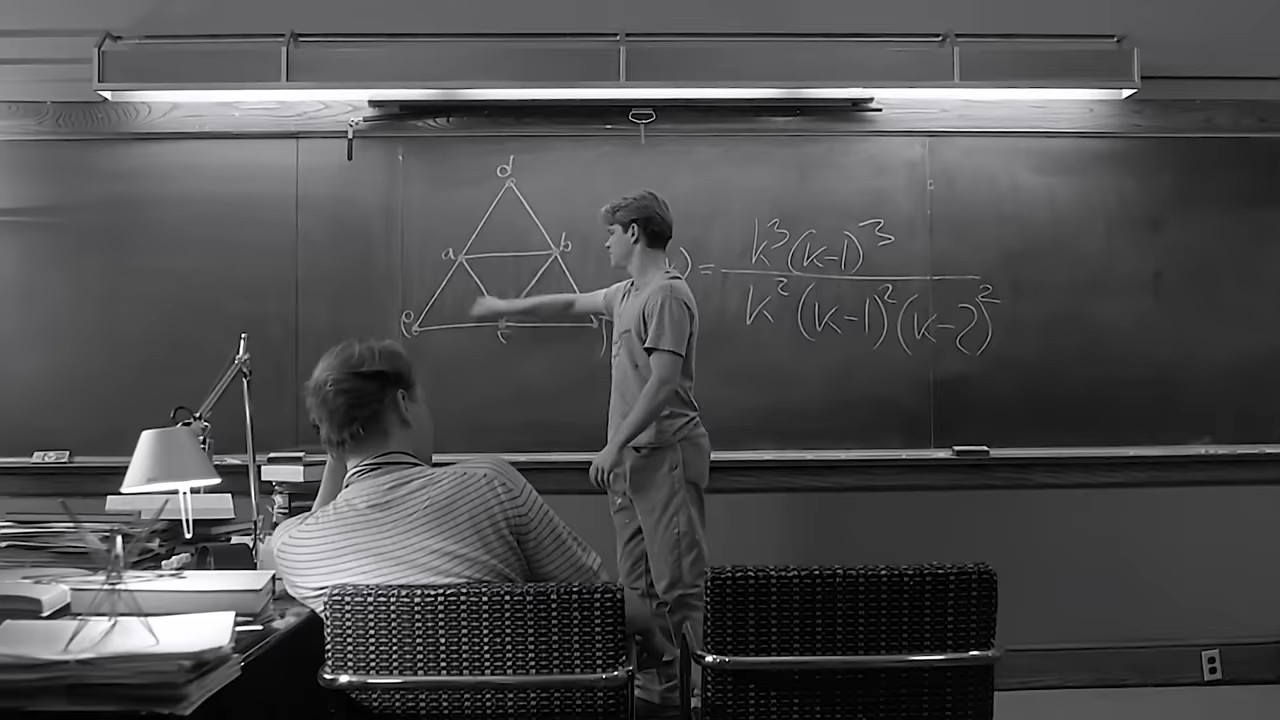 d
a b
) = k³(k-1)³
k²(k-1)²(k-2)²
e c